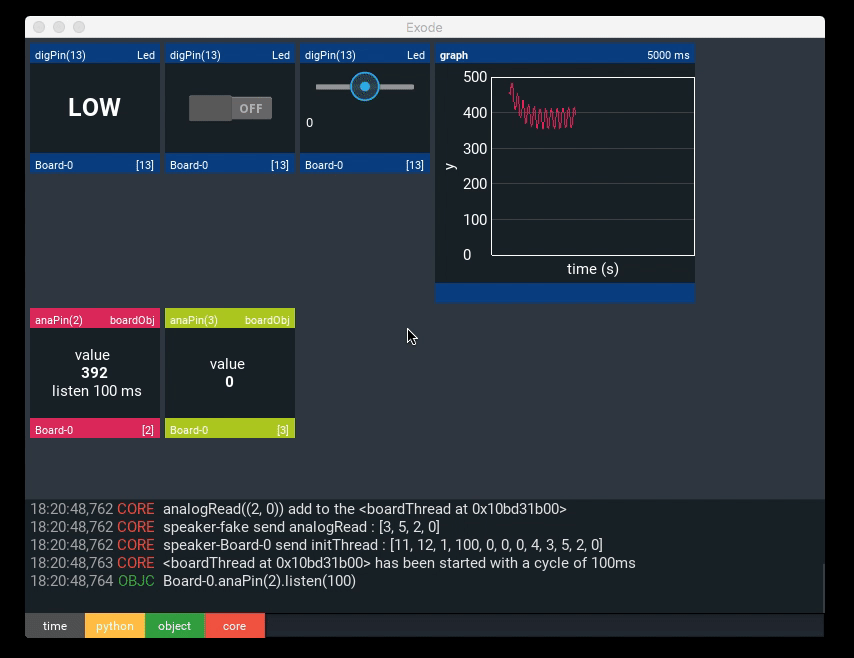 Exode
digPin(13) Led
LOW
Board-0 [13]
digPin(13) Led
OFF
Board-0 [13]
digPin(13) Led
0
Board-0 [13]
graph 5000 ms
500
400
300
200
100
0
y
time (s)
anaPin(2) boardObj
value
392
listen 100 ms
Board-0 [2]
anaPin(3) boardObj
value
0
Board-0 [3]
18:20:48,762 CORE analogRead((2, 0)) add to the <boardThread at 0x10bd31b00>
18:20:48,762 CORE speaker-fake send analogRead : [3, 5, 2, 0]
18:20:48,762 CORE speaker-Board-0 send initThread : [11, 12, 1, 100, 0, 0, 0, 4, 3, 5, 2, 0]
18:20:48,763 CORE <boardThread at 0x10bd31b00> has been started with a cycle of 100ms
18:20:48,764 OBJC Board-0.anaPin(2).listen(100)
time python object core